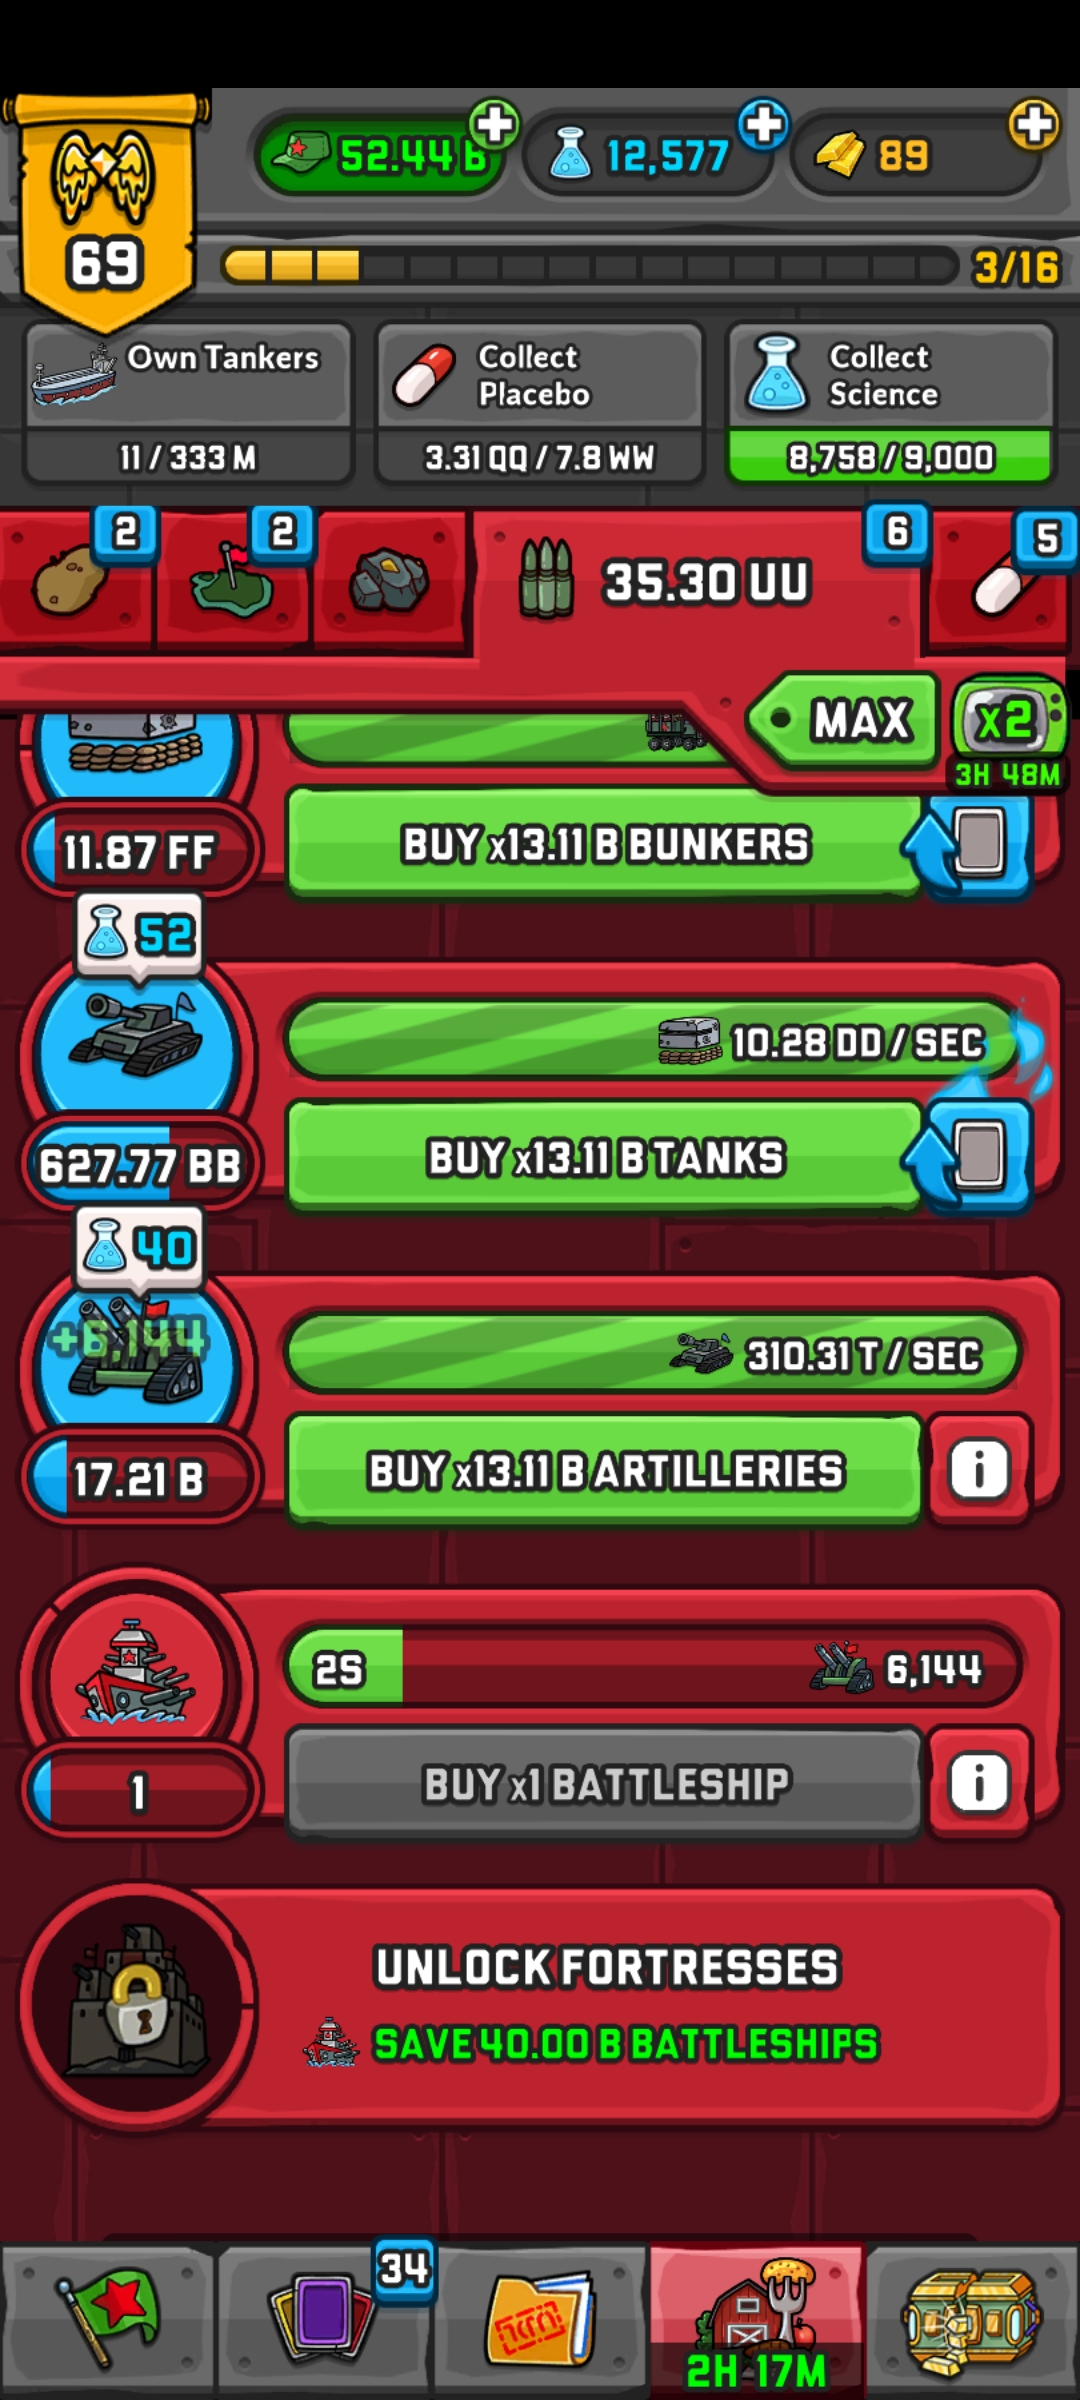 52.44 B
12,577
89
69
3/16
Own Tankers
11 / 333 M
Collect
Placebo
3.31 QQ / 7.8 WW
Collect
Science
8,758 / 9,000
2
2
35.30 UU
6
5
MAX
x2
3H 48M
11.87 FF
BUY x13.11 B BUNKERS
52
10.28 DD / SEC
627.77 BB
BUY x13.11 B TANKS
40
+6,144
310.31 T / SEC
17.21 B
BUY x13.11 B ARTILLERIES
2S
6,144
1
BUY x1 BATTLESHIP
UNLOCK FORTRESSES
SAVE 40.00 B BATTLESHIPS
34
2H 17M